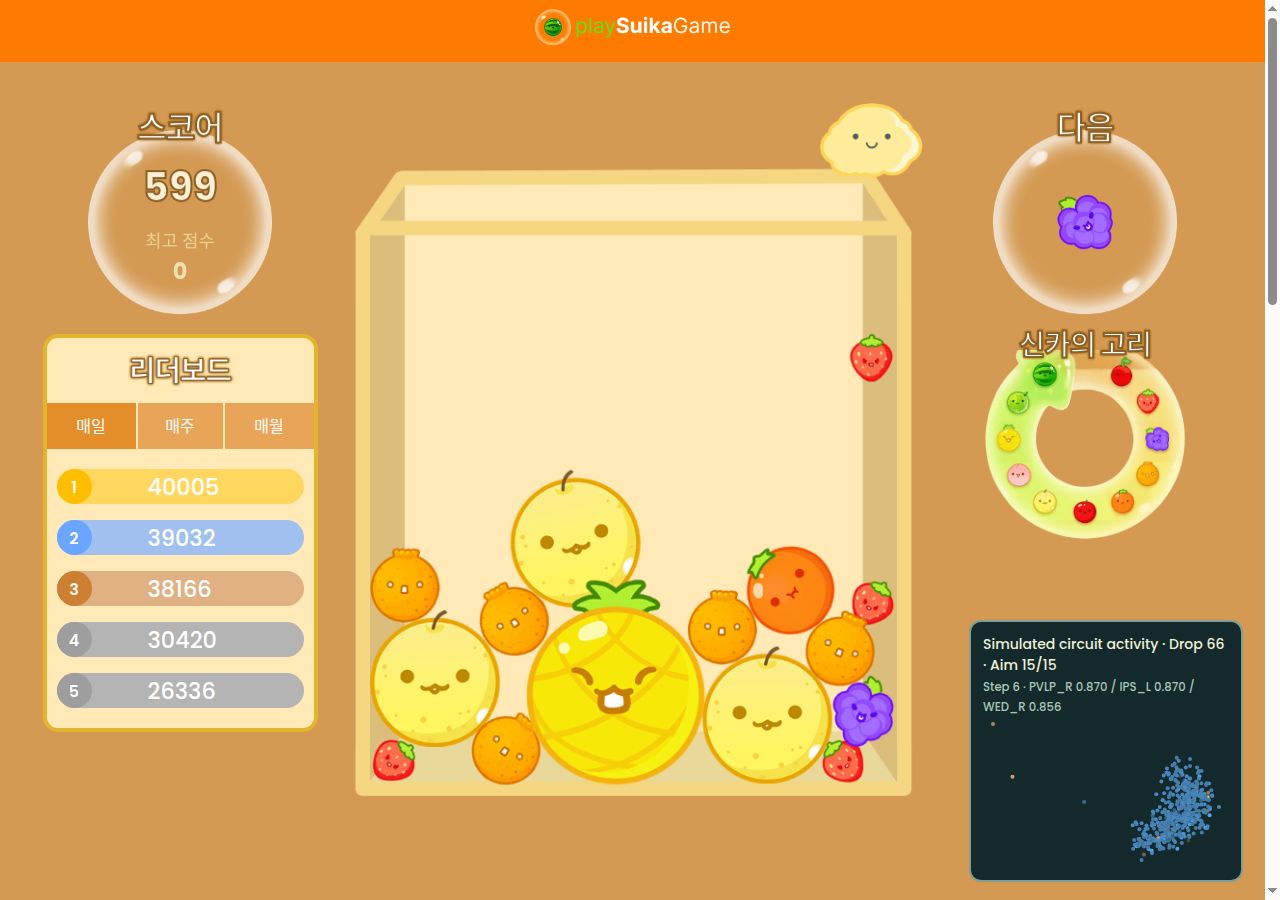 playSuikaGame
스코어
599
최고 점수
0
리더보드
매일 매주 매월
1 40005
2 39032
3 38166
4 30420
5 26336
다음
신카의 고리
Simulated circuit activity · Drop 66
· Aim 15/15
Step 6 · PVLP_R 0.870 / IPS_L 0.870 /
WED_R 0.856